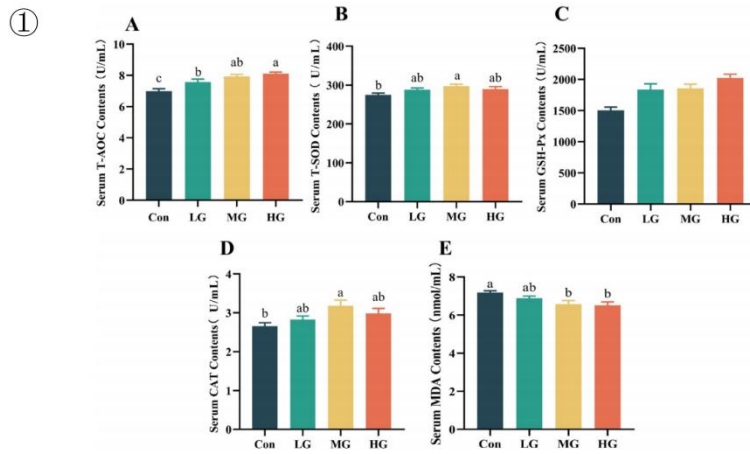 ①
A
Serum T-AOC Contents (U/mL)
10
8
6
4
2
0
c
b
ab
a
Con LG MG HG
B
Serum T-SOD Contents ( U/mL)
400
300
200
100
0
b
ab
a
ab
Con LG MG HG
C
Serum GSH-Px Contents (U/mL)
2500
2000
1500
1000
500
0
Con LG MG HG
D
Serum CAT Contents( U/mL)
4
3
2
1
0
b
ab
a
ab
Con LG MG HG
E
Serum MDA Contents (nmol/mL)
8
6
4
2
0
a
ab
b
b
Con LG MG HG